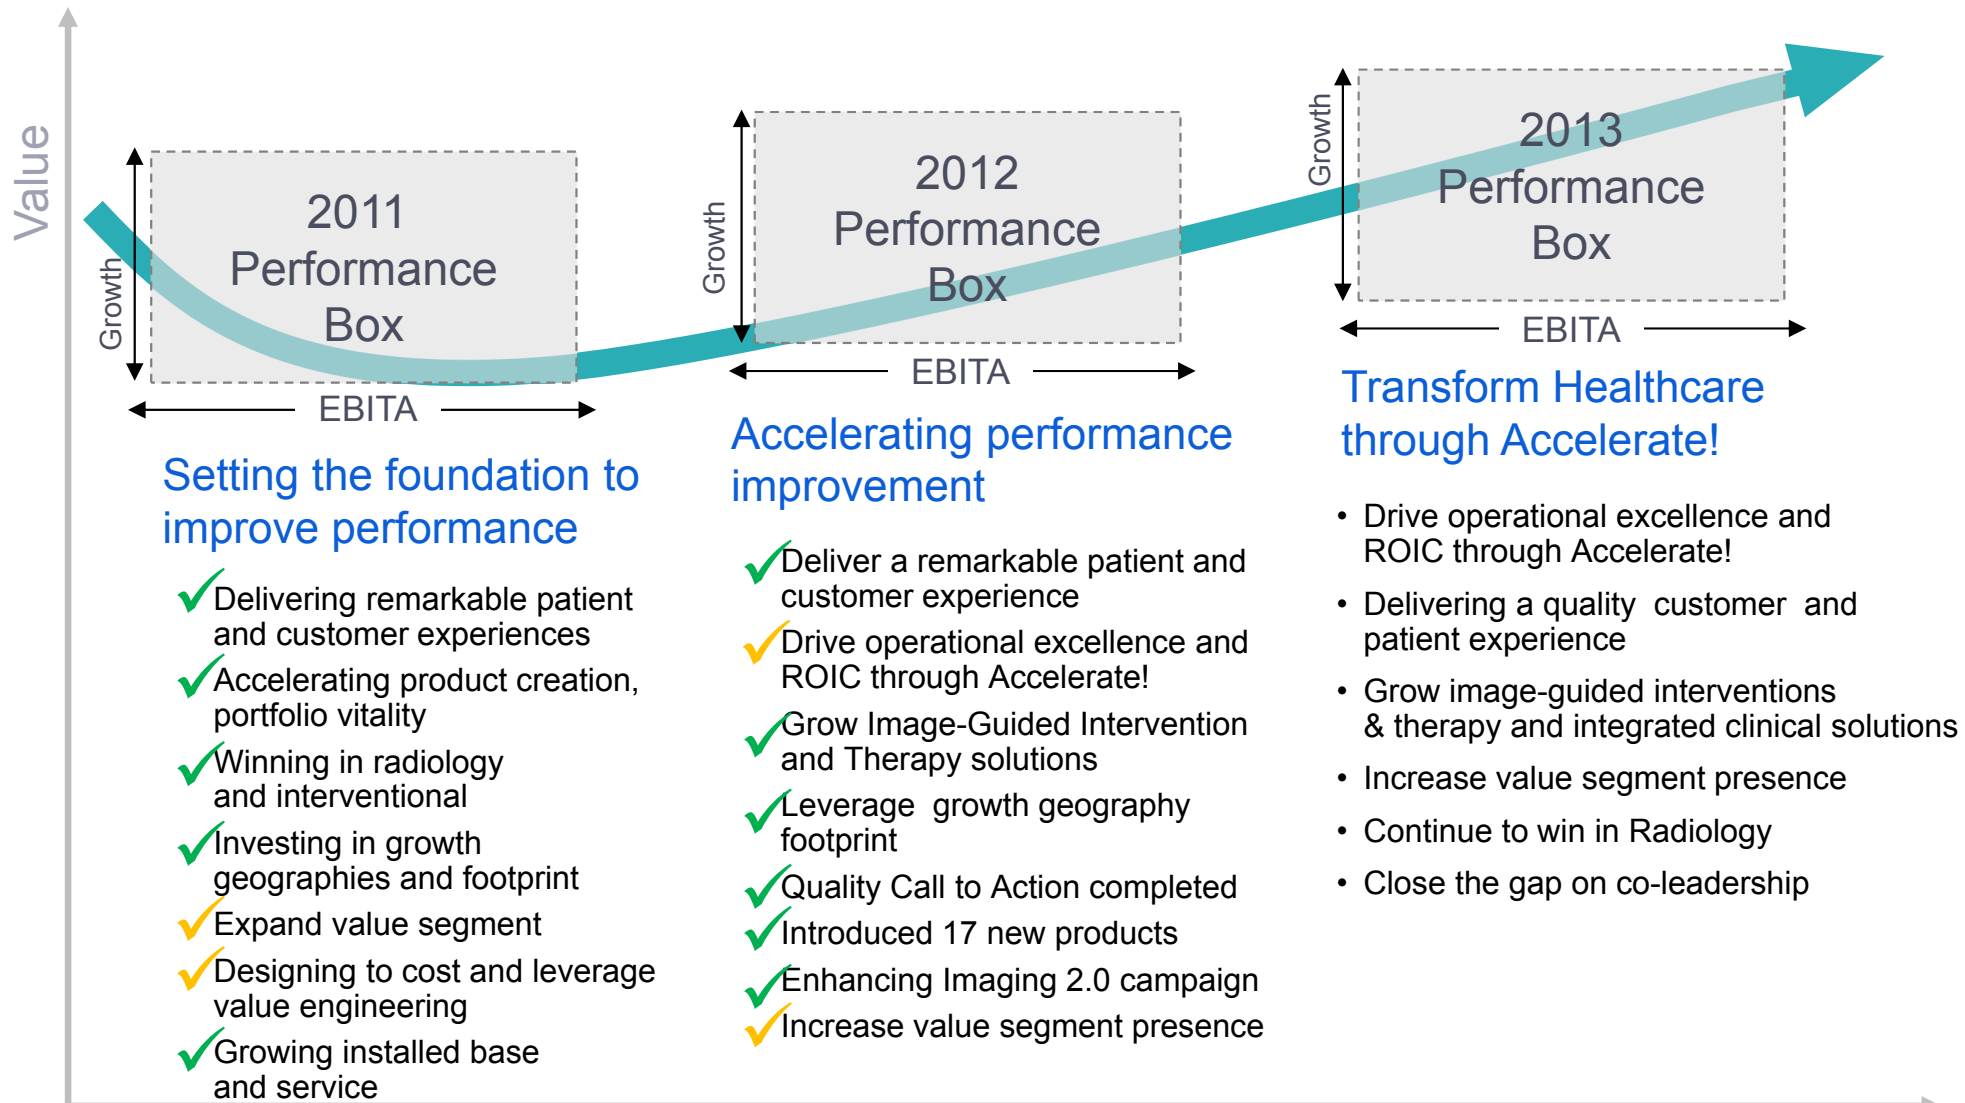 Value
Growth
2011
Performance
Box
EBITA
Setting the foundation to
improve performance
Delivering remarkable patient
and customer experiences
Accelerating product creation,
portfolio vitality
Winning in radiology
and interventional
Investing in growth
geographies and footprint
Expand value segment
Designing to cost and leverage
value engineering
Growing installed base
and service
Growth
2012
Performance
Box
EBITA
Accelerating performance
improvement
Deliver a remarkable patient and
customer experience
Drive operational excellence and
ROIC through Accelerate!
Grow Image-Guided Intervention
and Therapy solutions
Leverage growth geography
footprint
Quality Call to Action completed
Introduced 17 new products
Enhancing Imaging 2.0 campaign
Increase value segment presence
Growth
2013
Performance
Box
EBITA
Transform Healthcare
through Accelerate!
• Drive operational excellence and
ROIC through Accelerate!
• Delivering a quality customer and
patient experience
• Grow image-guided interventions
& therapy and integrated clinical solutions
• Increase value segment presence
• Continue to win in Radiology
• Close the gap on co-leadership